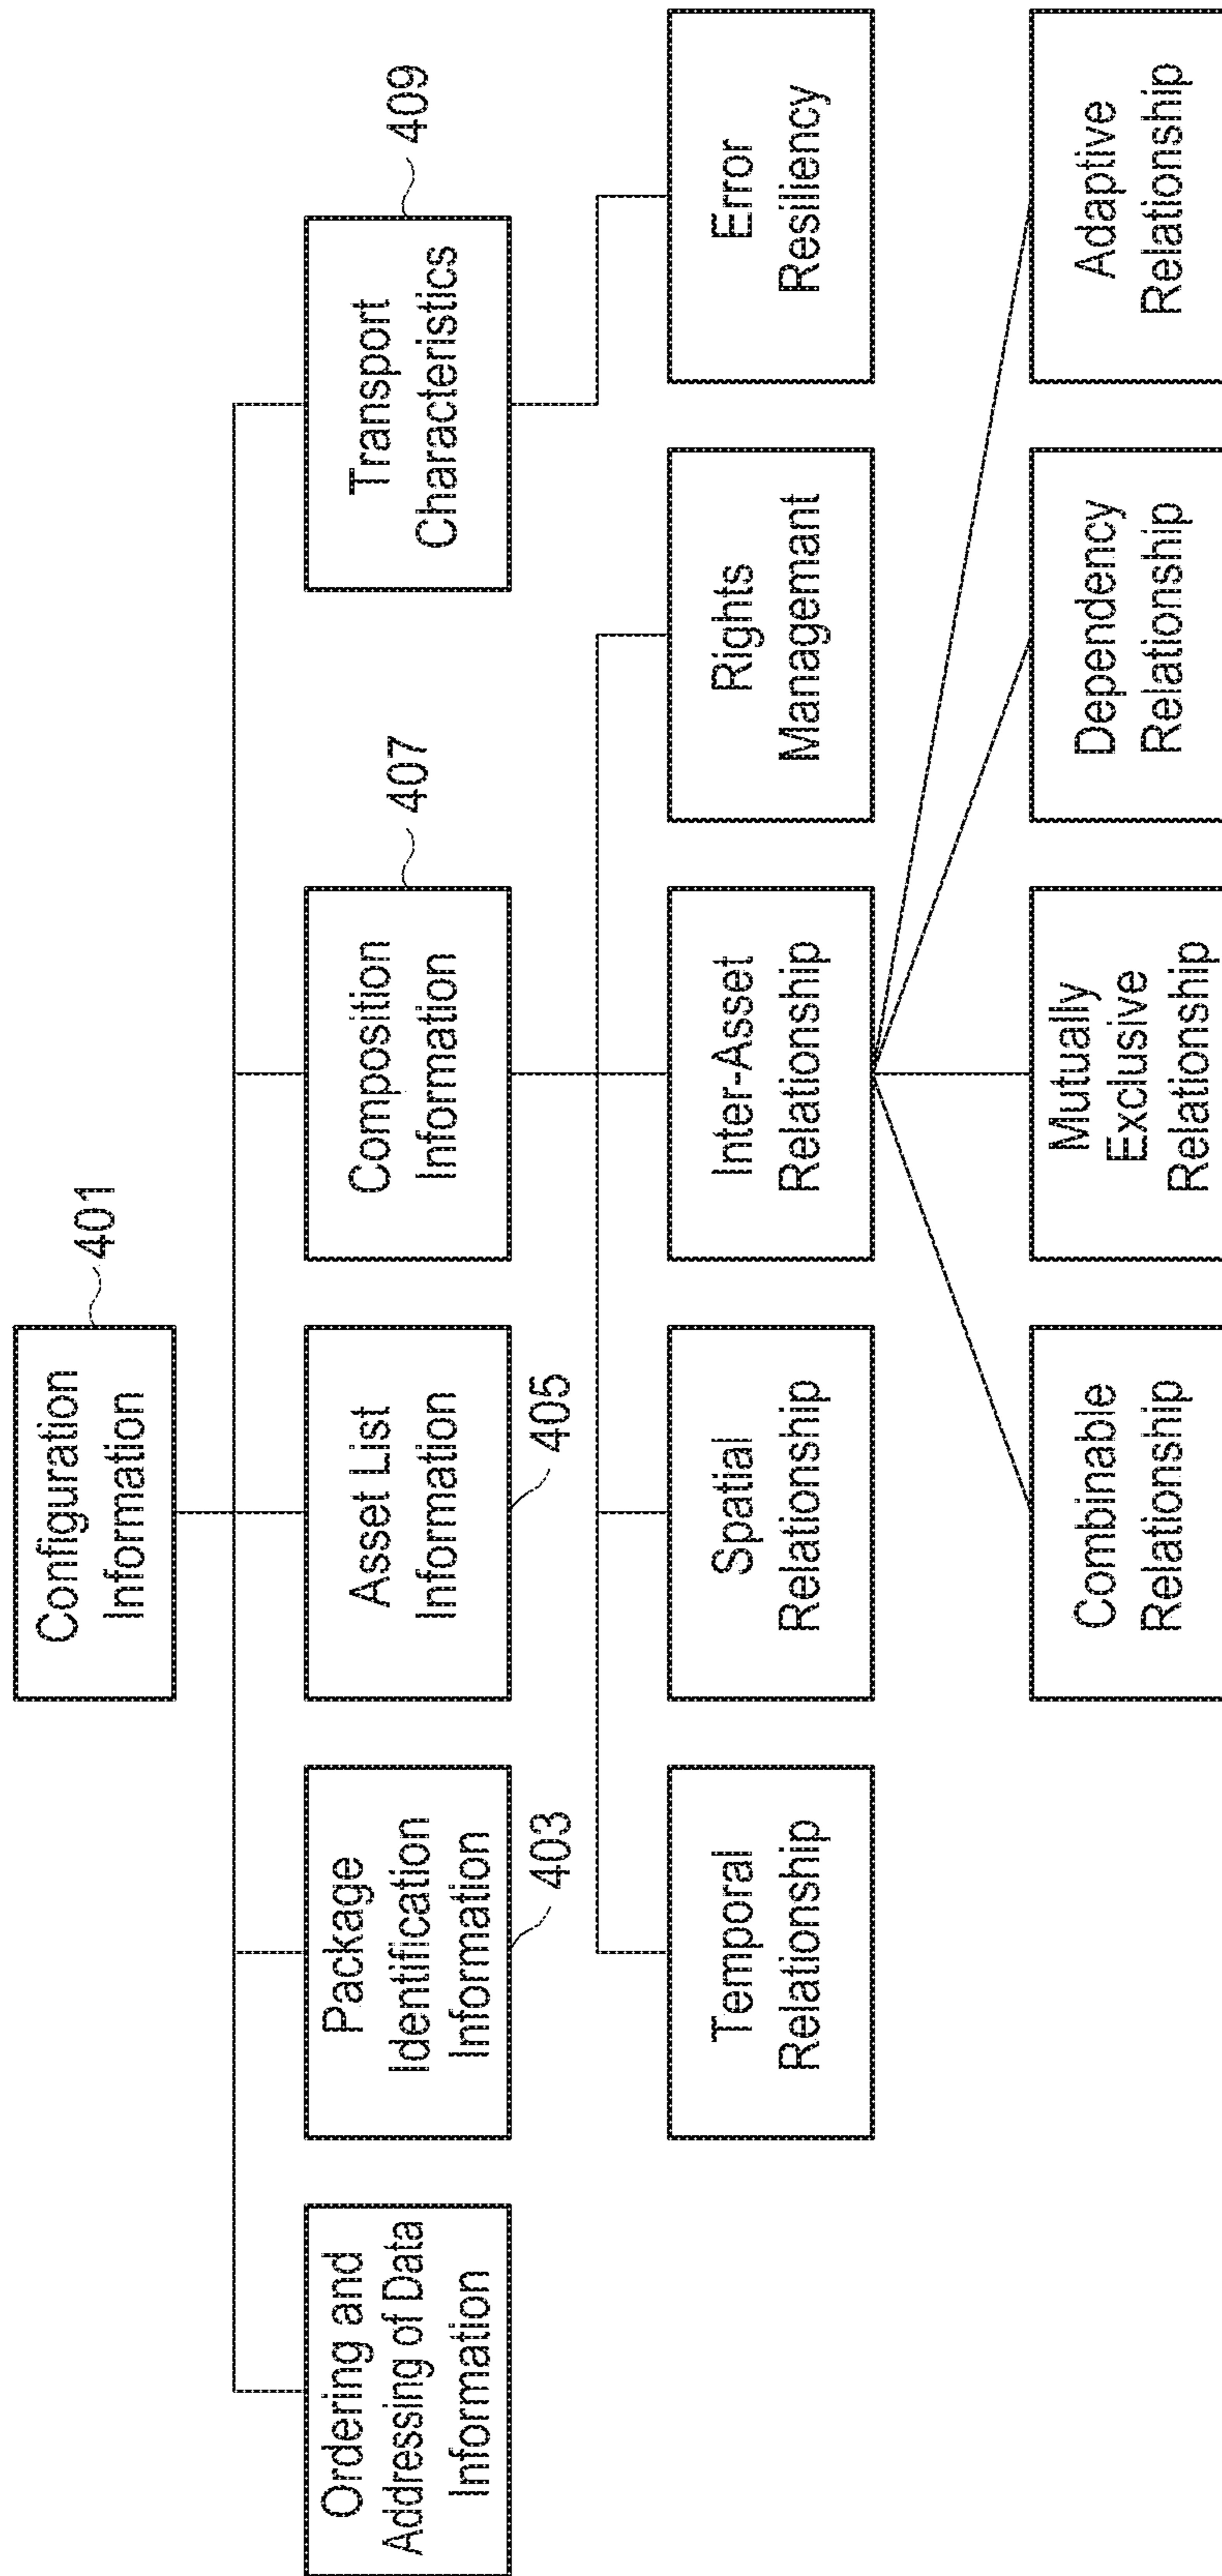 Configuration
Information
401
Ordering and
Addressing of Data
Information
Package
Identification
Information
403
Asset List
Information
405
Composition
Information
407
Transport
Characteristics
409
Temporal
Relationship
Spatial
Relationship
Inter-Asset
Relationship
Rights
Managemant
Error
Resiliency
Combinable
Relationship
Mutually
Exclusive
Relationship
Dependency
Relationship
Adaptive
Relationship